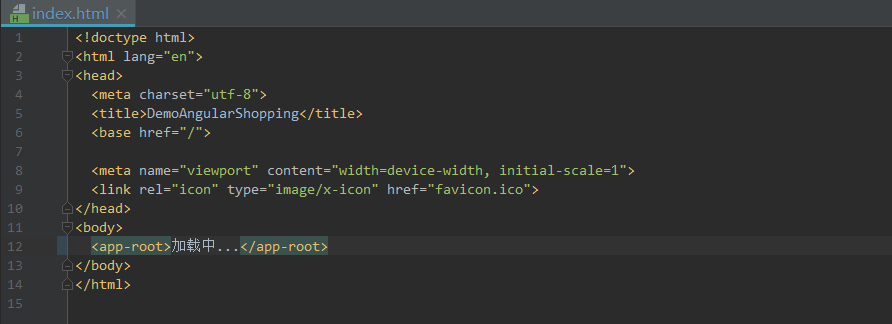 index.html
1 <!doctype html>
2 <html lang="en">
3 <head>
4 <meta charset="utf-8">
5 <title>DemoAngularShopping</title>
6 <base href="/">
7
8 <meta name="viewport" content="width=device-width, initial-scale=1">
9 <link rel="icon" type="image/x-icon" href="favicon.ico">
10 </head>
11 <body>
12 <app-root>加载中...</app-root>
13 </body>
14 </html>
15